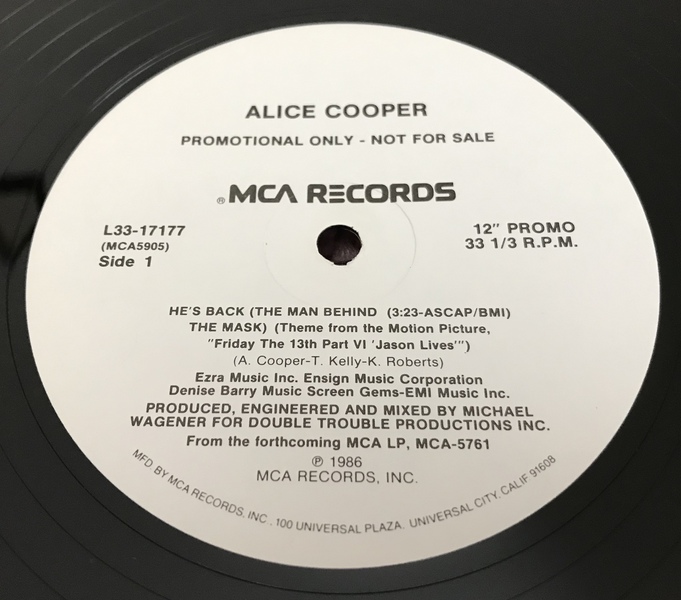 ALICE COOPER
PROMOTIONAL ONLY - NOT FOR SALE
® MCA RECORDS
L33-17177
(MCA5905)
Side 1
12" PROMO
33 1/3 R.P.M.
HE'S BACK (THE MAN BEHIND (3:23-ASCAP/BMI)
THE MASK) (Theme from the Motion Picture,
"Friday The 13th Part VI 'Jason Lives'")
(A. Cooper-T. Kelly-K. Roberts)
Ezra Music Inc. Ensign Music Corporation
Denise Barry Music Screen Gems-EMI Music Inc.
PRODUCED, ENGINEERED AND MIXED BY MICHAEL
WAGENER FOR DOUBLE TROUBLE PRODUCTIONS INC.
From the forthcoming MCA LP, MCA-5761
℗ 1986
MCA RECORDS, INC.
MFD. BY MCA RECORDS, INC., 100 UNIVERSAL PLAZA, UNIVERSAL CITY, CALIF. 91608